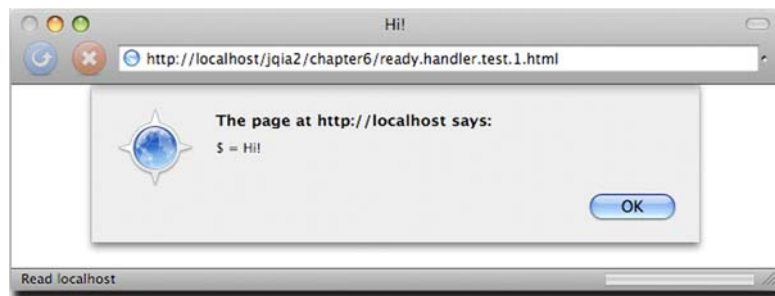 Hi!
http://localhost/jqia2/chapter6/ready.handler.test.1.html
The page at http://localhost says:
$ = Hi!
OK
Read localhost